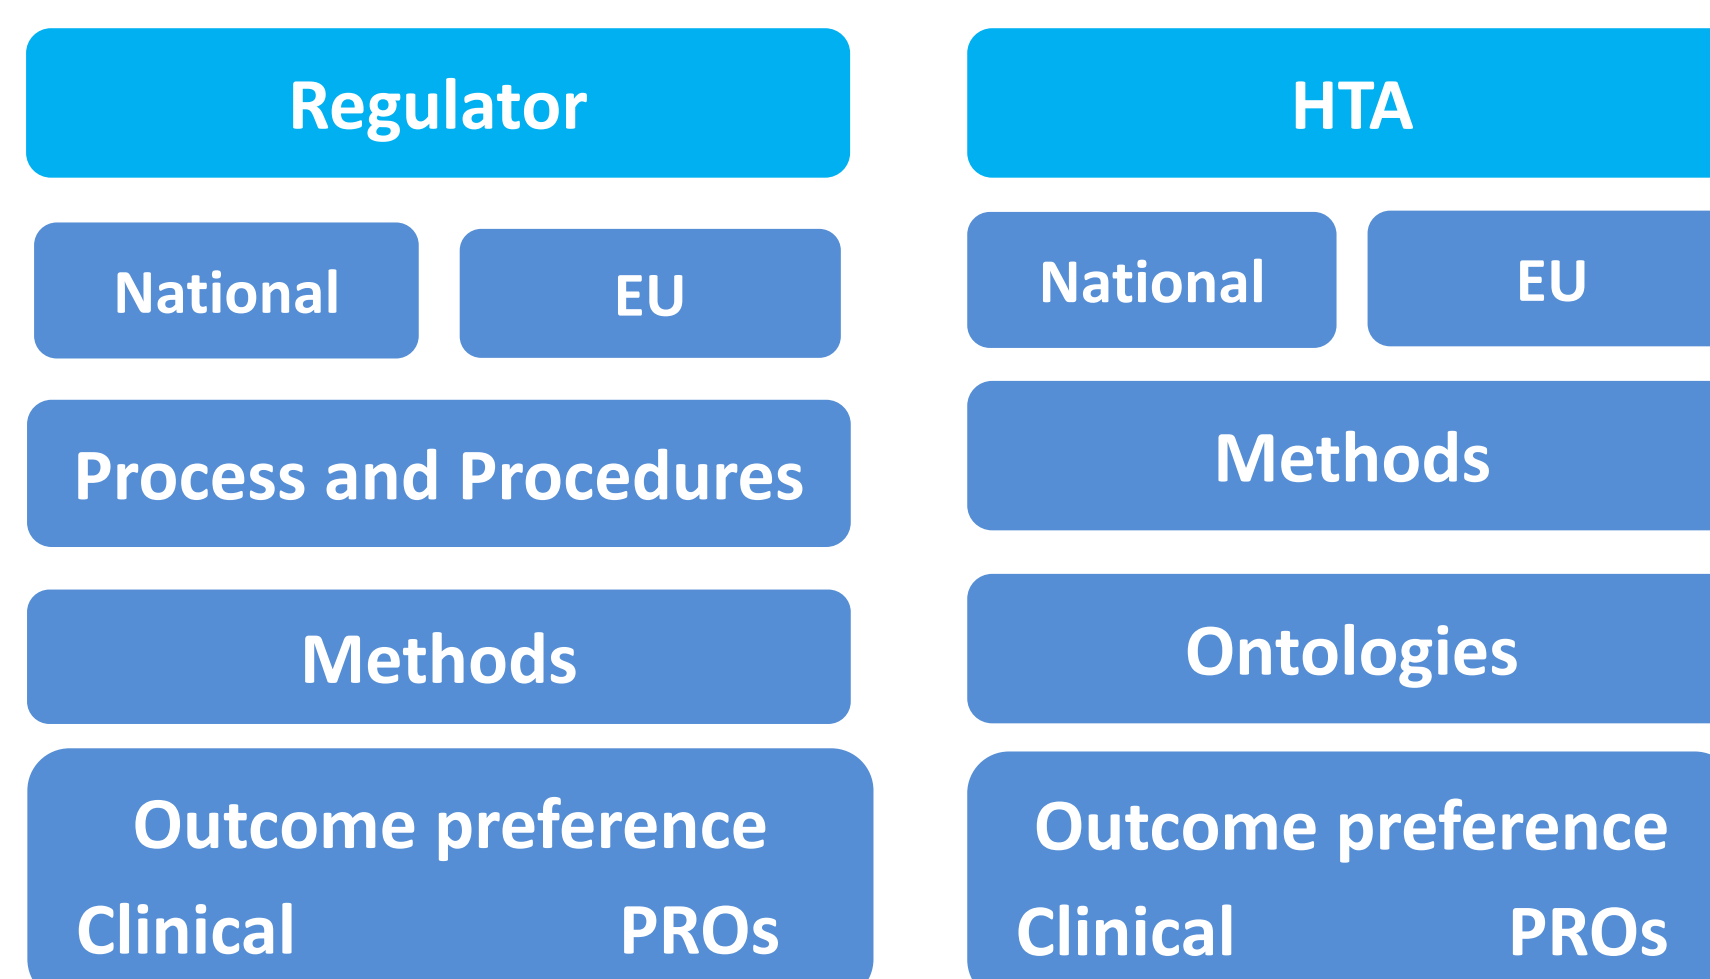 Regulator
National
EU
Process and Procedures
Methods
Outcome preference
Clinical PROs
HTA
National
EU
Methods
Ontologies
Outcome preference
Clinical PROs